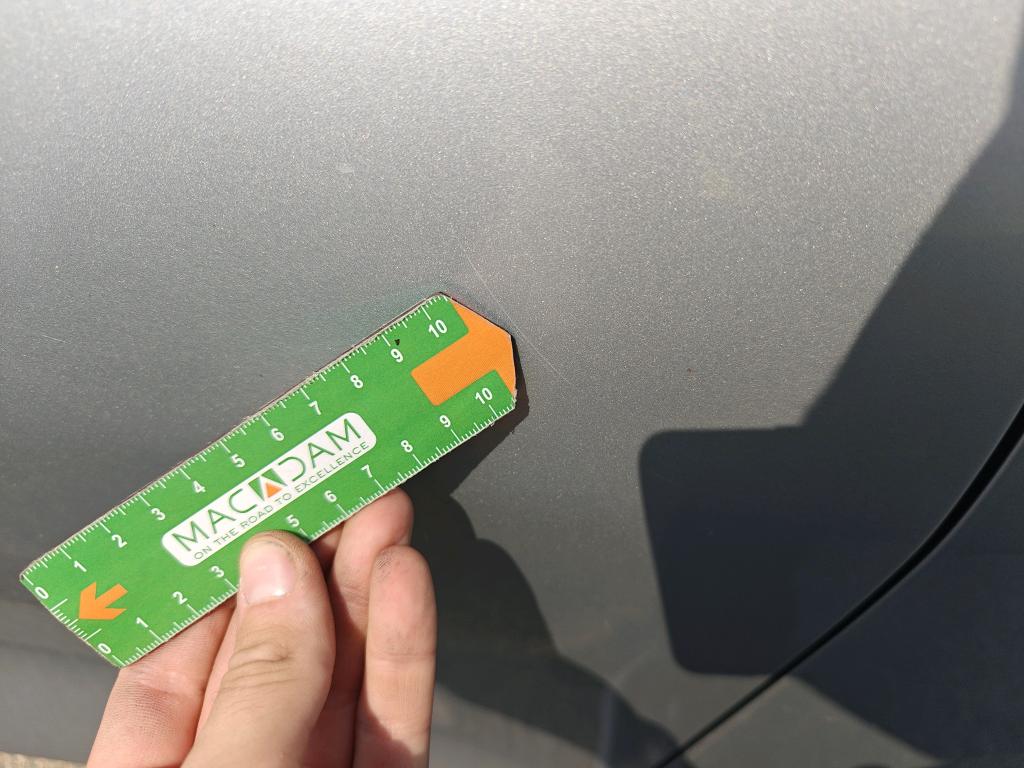 0 1 2 3 4 5 6 7 8 9 10
MACADAM
ON THE ROAD TO EXCELLENCE
0 1 2 3 5 6 7 8 9 10